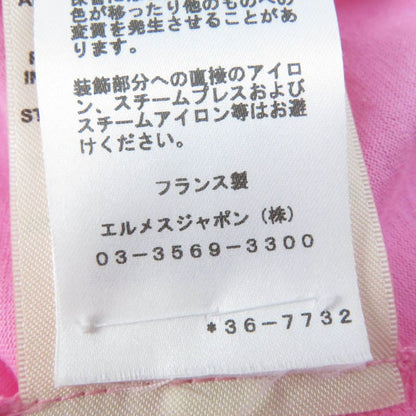 色が移ったり他のものへの
変質を発生させることがあ
ります。
装飾部分への直接のアイロ
ン、スチームプレスおよび
スチームアイロン等はお避
けください。
フランス製
エルメスジャポン（株）
03-3569-3300
*36-7732
IN
ST